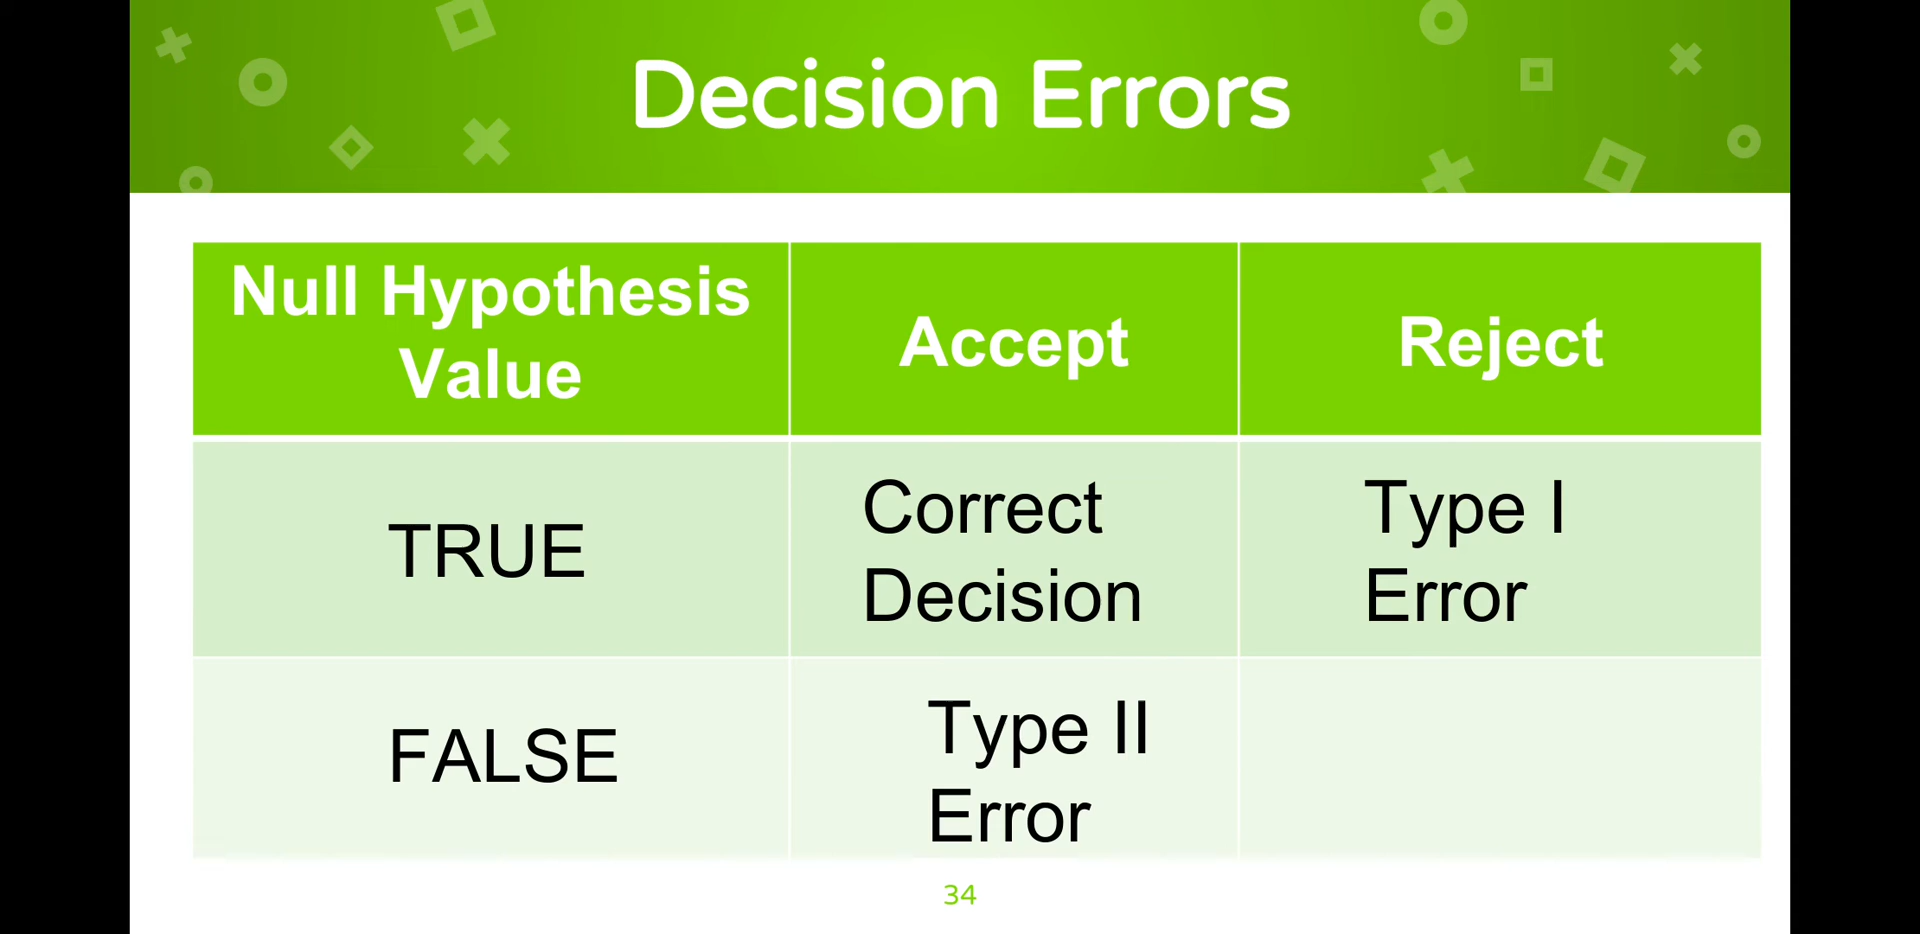 Decision Errors
Null Hypothesis
Value
Accept
Reject
TRUE
Correct
Decision
Type I
Error
FALSE
Type II
Error
34